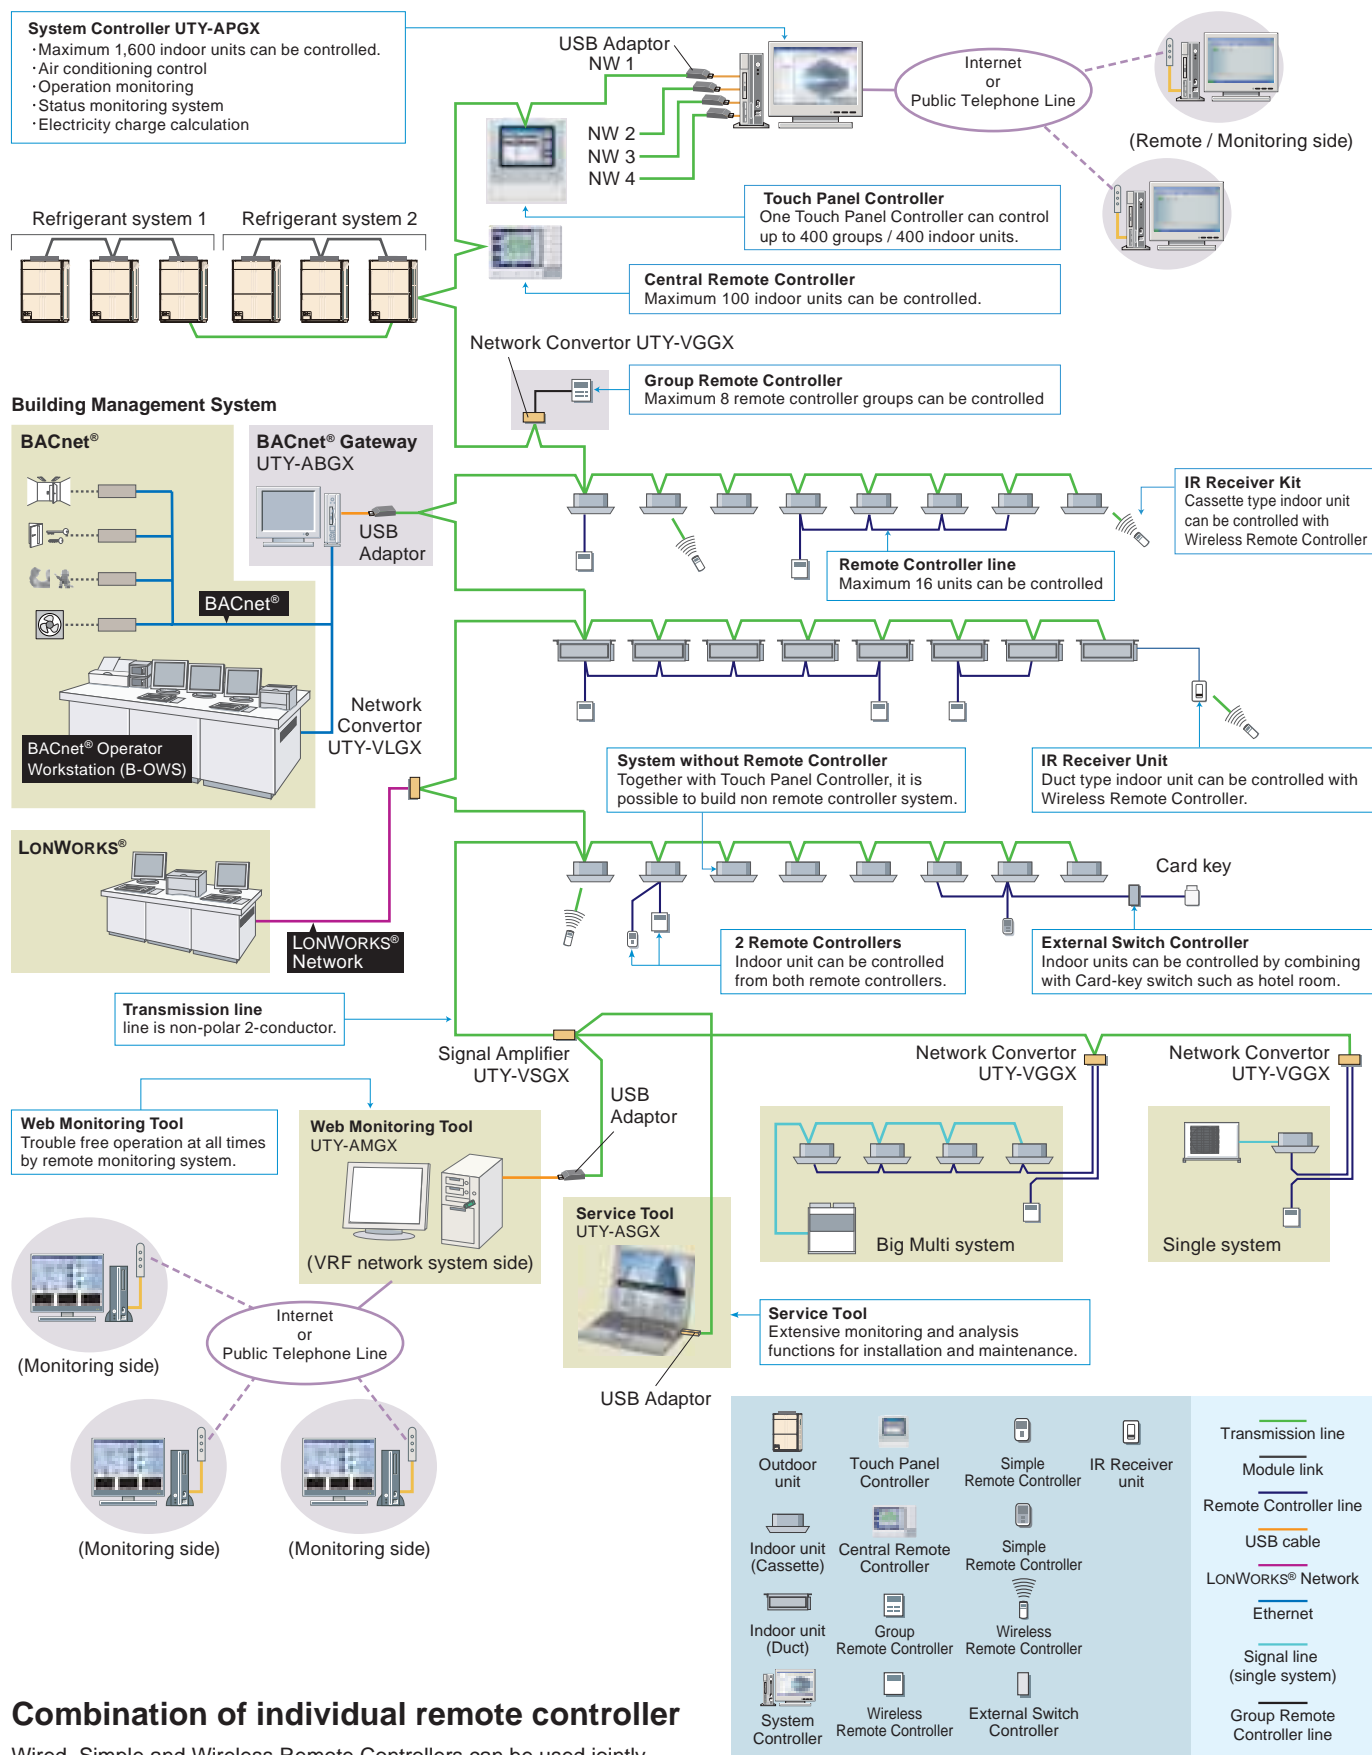 System Controller UTY-APGX
・Maximum 1,600 indoor units can be controlled.
・Air conditioning control
・Operation monitoring
・Status monitoring system
・Electricity charge calculation
USB Adaptor
NW 1
NW 2
NW 3
NW 4
Internet
or
Public Telephone Line
(Remote / Monitoring side)
Touch Panel Controller
One Touch Panel Controller can control
up to 400 groups / 400 indoor units.
Refrigerant system 1
Refrigerant system 2
Central Remote Controller
Maximum 100 indoor units can be controlled.
Network Convertor UTY-VGGX
Group Remote Controller
Maximum 8 remote controller groups can be controlled
Building Management System
BACnet®
BACnet® Gateway
UTY-ABGX
USB
Adaptor
BACnet®
BACnet® Operator
Workstation (B-OWS)
IR Receiver Kit
Cassette type indoor unit
can be controlled with
Wireless Remote Controller
Remote Controller line
Maximum 16 units can be controlled
Network
Convertor
UTY-VLGX
System without Remote Controller
Together with Touch Panel Controller, it is
possible to build non remote controller system.
IR Receiver Unit
Duct type indoor unit can be controlled with
Wireless Remote Controller.
LONWORKS®
LONWORKS®
Network
Card key
2 Remote Controllers
Indoor unit can be controlled
from both remote controllers.
External Switch Controller
Indoor units can be controlled by combining
with Card-key switch such as hotel room.
Transmission line
line is non-polar 2-conductor.
Signal Amplifier
UTY-VSGX
Network Convertor
UTY-VGGX
Network Convertor
UTY-VGGX
USB
Adaptor
Web Monitoring Tool
Trouble free operation at all times
by remote monitoring system.
Web Monitoring Tool
UTY-AMGX
(VRF network system side)
Service Tool
UTY-ASGX
Big Multi system
Single system
Internet
or
Public Telephone Line
(Monitoring side)
Service Tool
Extensive monitoring and analysis
functions for installation and maintenance.
USB Adaptor
(Monitoring side)
(Monitoring side)
Outdoor
unit
Touch Panel
Controller
Simple
Remote Controller
IR Receiver
unit
Indoor unit
(Cassette)
Central Remote
Controller
Simple
Remote Controller
Indoor unit
(Duct)
Group
Remote Controller
Wireless
Remote Controller
System
Controller
Wireless
Remote Controller
External Switch
Controller
Transmission line
Module link
Remote Controller line
USB cable
LONWORKS® Network
Ethernet
Signal line
(single system)
Group Remote
Controller line
Combination of individual remote controller
Wired, Simple and Wireless Remote Controllers can be used jointly